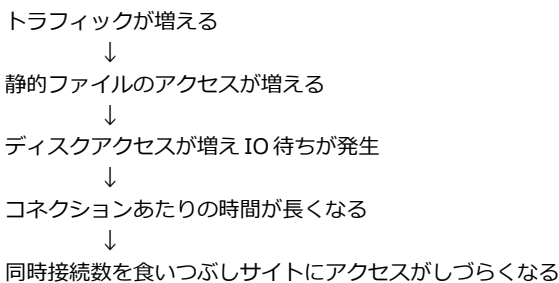 トラフィックが増える
↓
静的ファイルのアクセスが増える
↓
ディスクアクセスが増え IO 待ちが発生
↓
コネクションあたりの時間が長くなる
↓
同時接続数を食いつぶしサイトにアクセスがしづらくなる